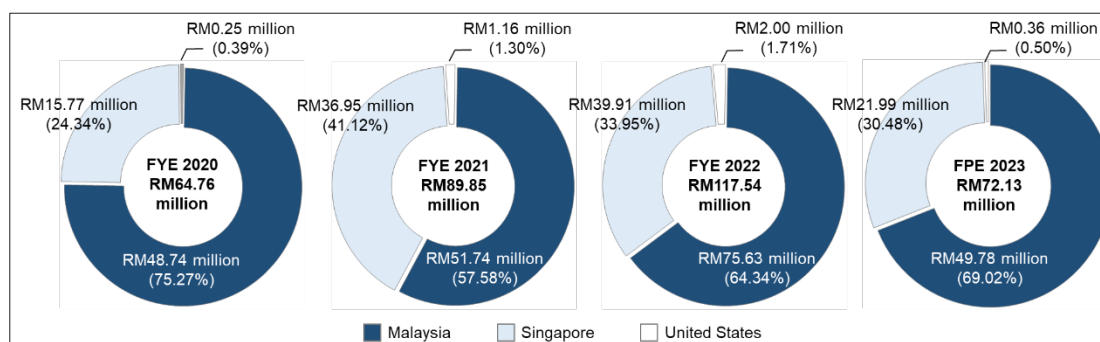 RM0.25 million
(0.39%)
RM15.77 million
(24.34%)
FYE 2020
RM64.76
million
RM48.74 million
(75.27%)
RM1.16 million
(1.30%)
RM36.95 million
(41.12%)
FYE 2021
RM89.85
million
RM51.74 million
(57.58%)
RM2.00 million
(1.71%)
RM39.91 million
(33.95%)
FYE 2022
RM117.54
million
RM75.63 million
(64.34%)
RM0.36 million
(0.50%)
RM21.99 million
(30.48%)
FPE 2023
RM72.13
million
RM49.78 million
(69.02%)
Malaysia
Singapore
United States